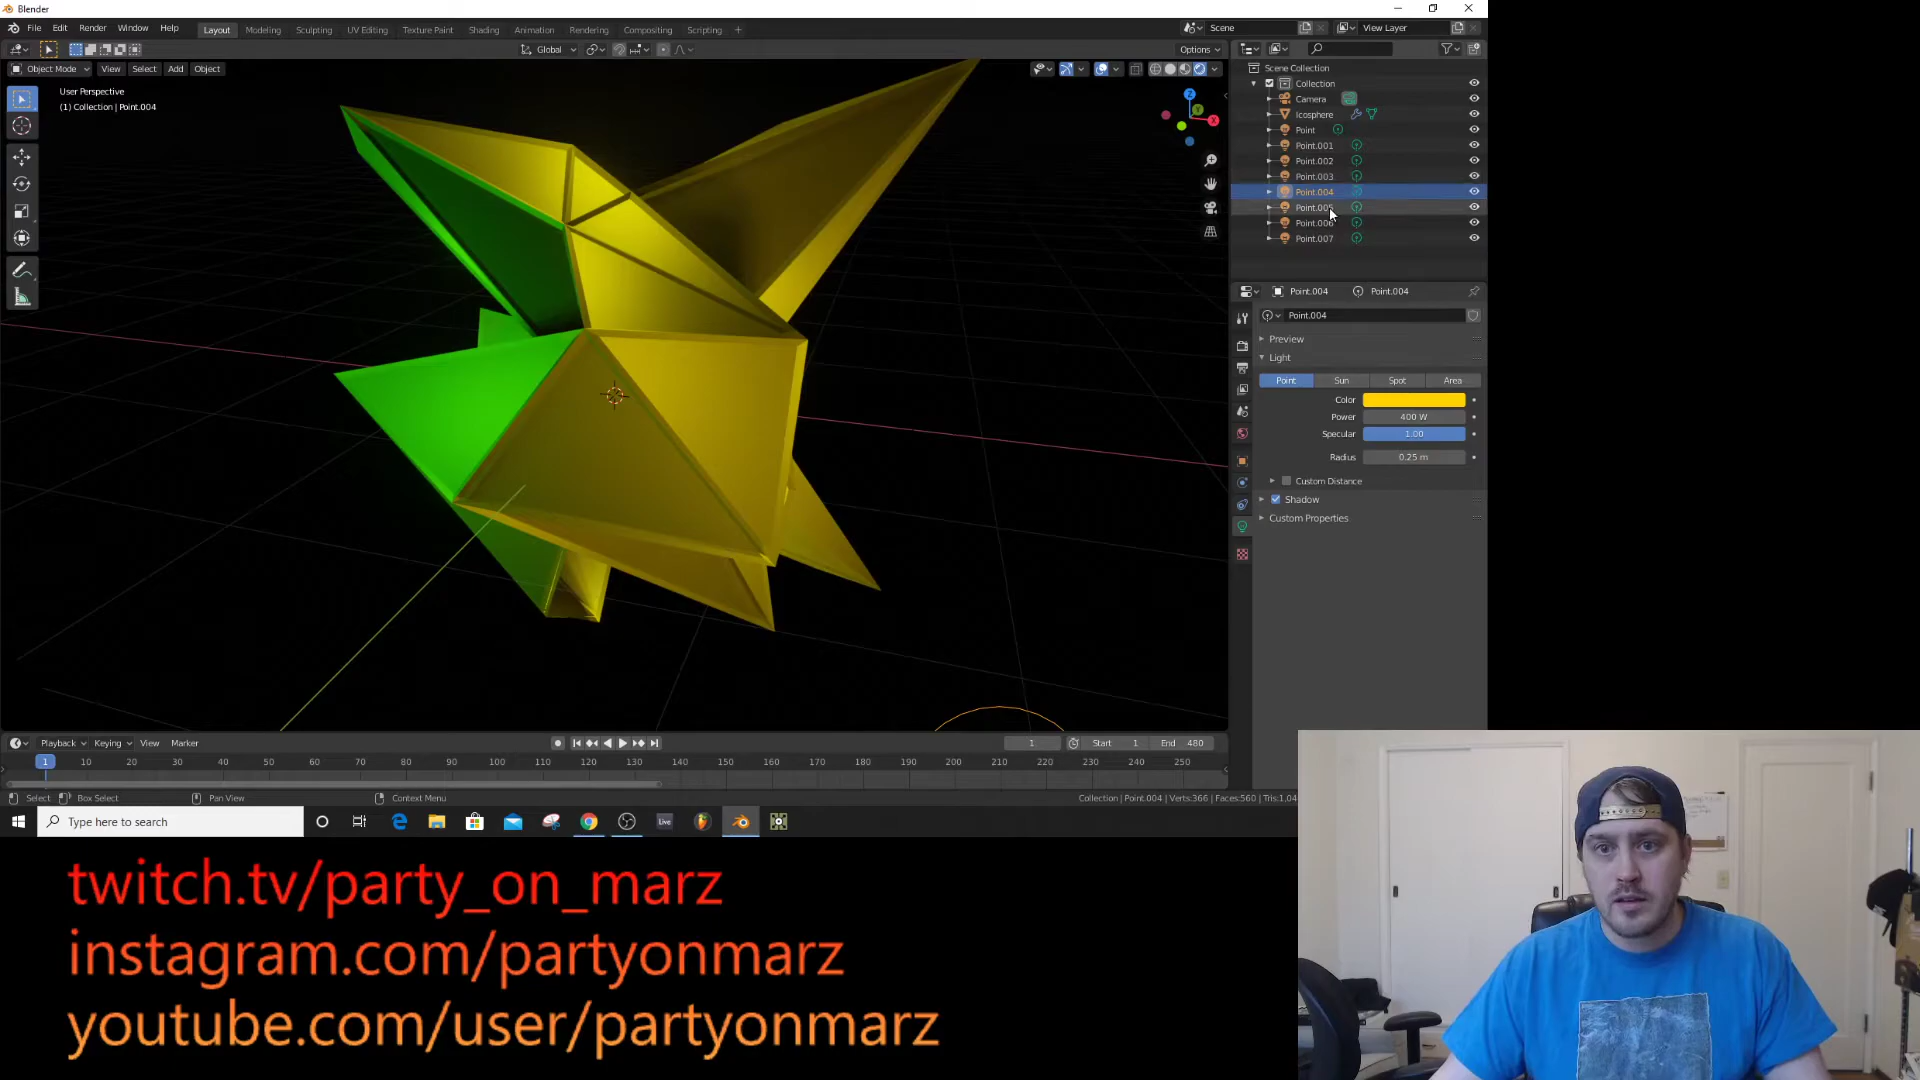 Blender
File Edit Render Window Help
Layout Modeling Sculpting UV Editing Texture Paint Shading Animation Rendering Compositing Scripting +
Scene
View Layer
Global
Options
Object Mode View Select Add Object
User Perspective
(1) Collection | Point.004
Z
Y
X
Scene Collection
Collection
Camera
Icosphere
Point
Point.001
Point.002
Point.003
Point.004
Point.005
Point.006
Point.007
Point.004 Point.004
Point.004
Preview
Light
Point Sun Spot Area
Color
Power 400 W
Specular 1.00
Radius 0.25 m
Custom Distance
Shadow
Custom Properties
Playback Keying View Marker
1 Start 1 End 480
1 10 20 30 40 50 60 70 80 90 100 110 120 130 140 150 160 170 180 190 200 210 220 230 240 250
Select Box Select Pan View Context Menu
Collection | Point.004 | Verts:366 | Faces:560 | Tris:1,04
Type here to search
Live
twitch.tv/party_on_marz
instagram.com/partyonmarz
youtube.com/user/partyonmarz